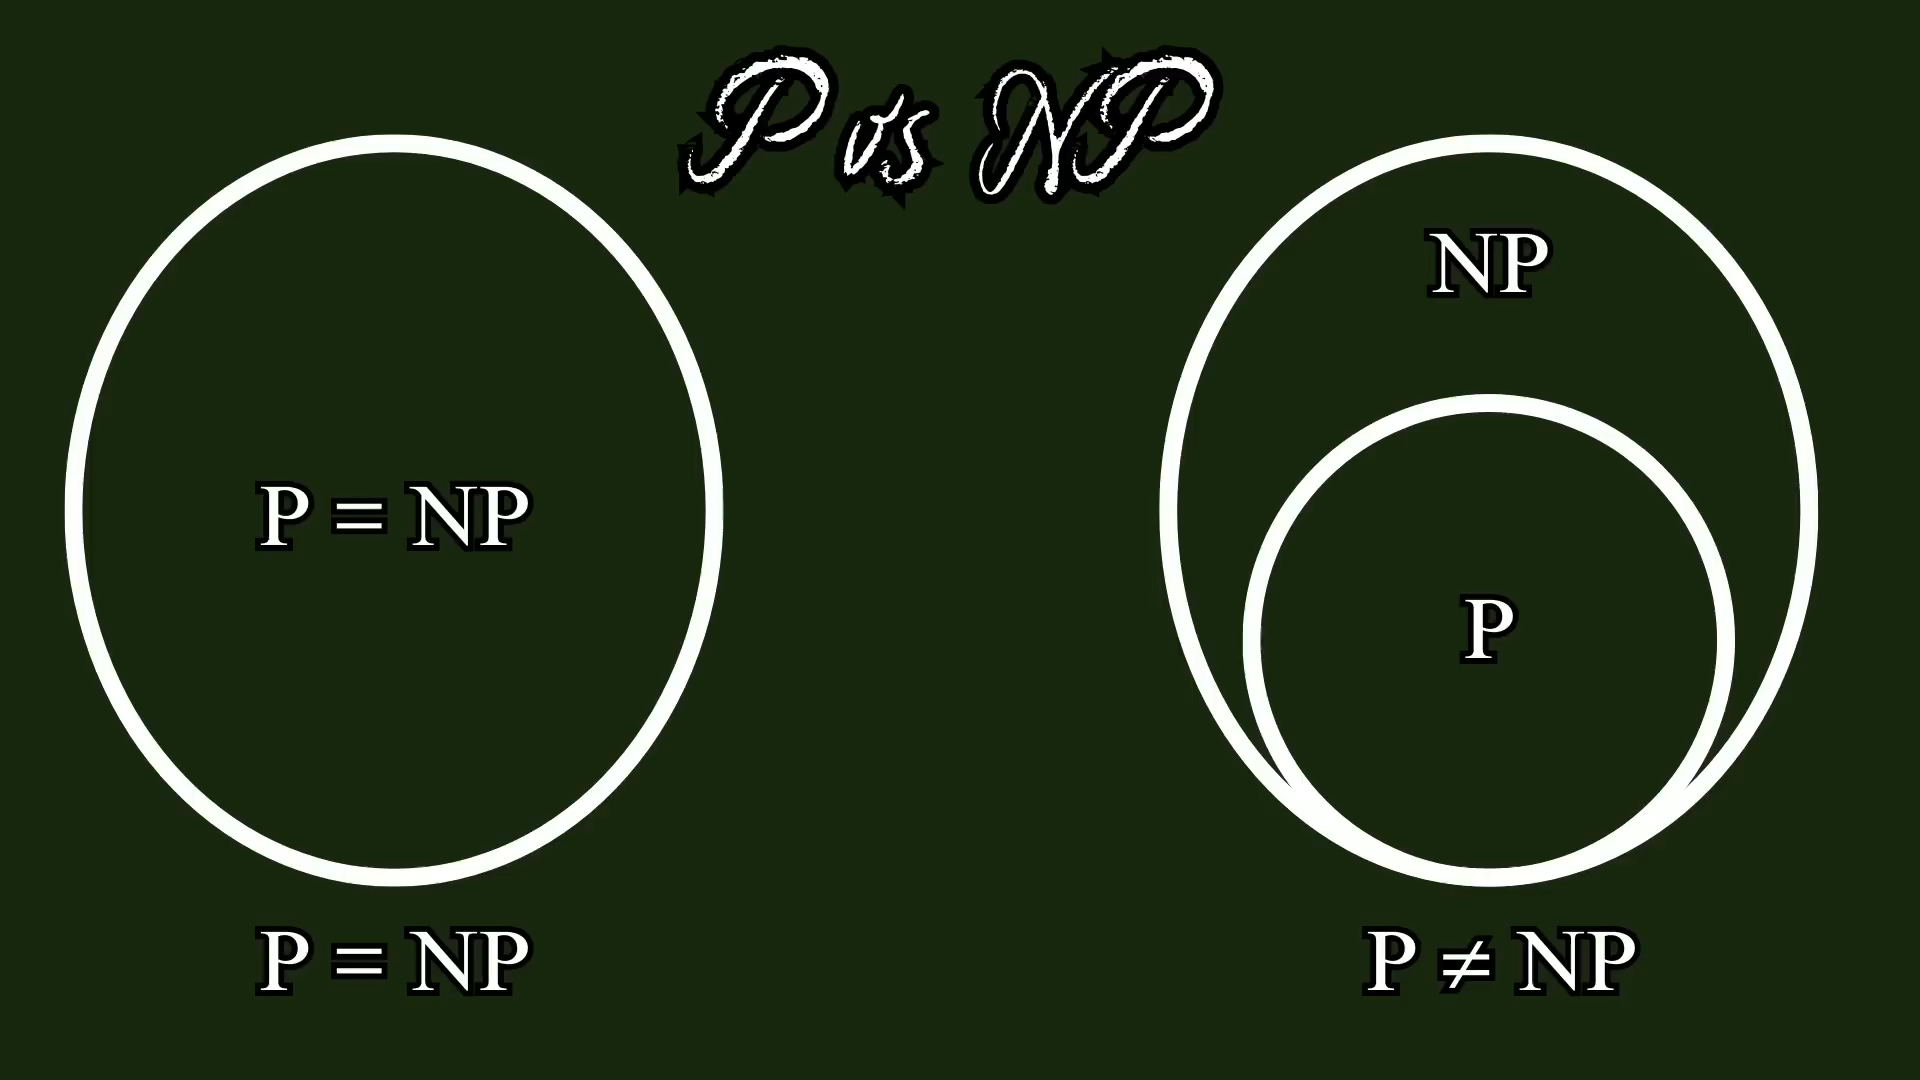 P vs NP
NP
P = NP
P
P = NP
P ≠ NP